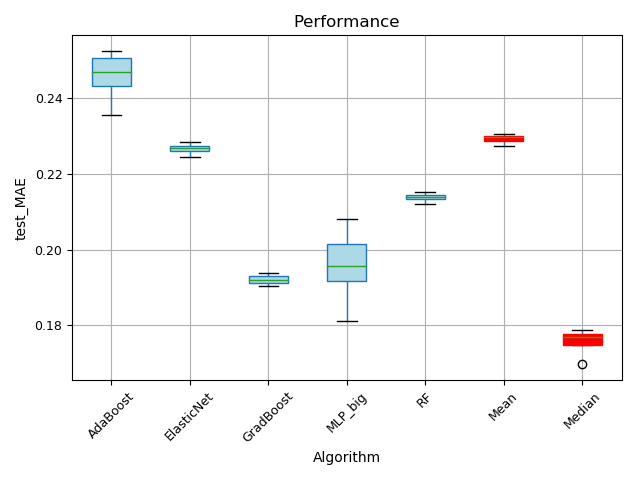 Performance
test_MAE
0.24
0.22
0.20
0.18
AdaBoost
ElasticNet
GradBoost
MLP_big
RF
Mean
Median
Algorithm